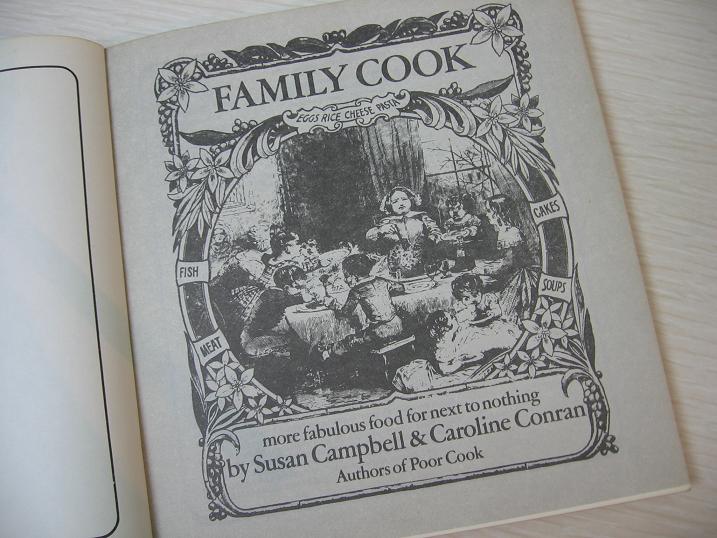 FAMILY COOK
EGGS RICE CHEESE PASTA
CAKES
FISH
SOUPS
MEAT
more fabulous food for next to nothing
by Susan Campbell & Caroline Conran
Authors of Poor Cook